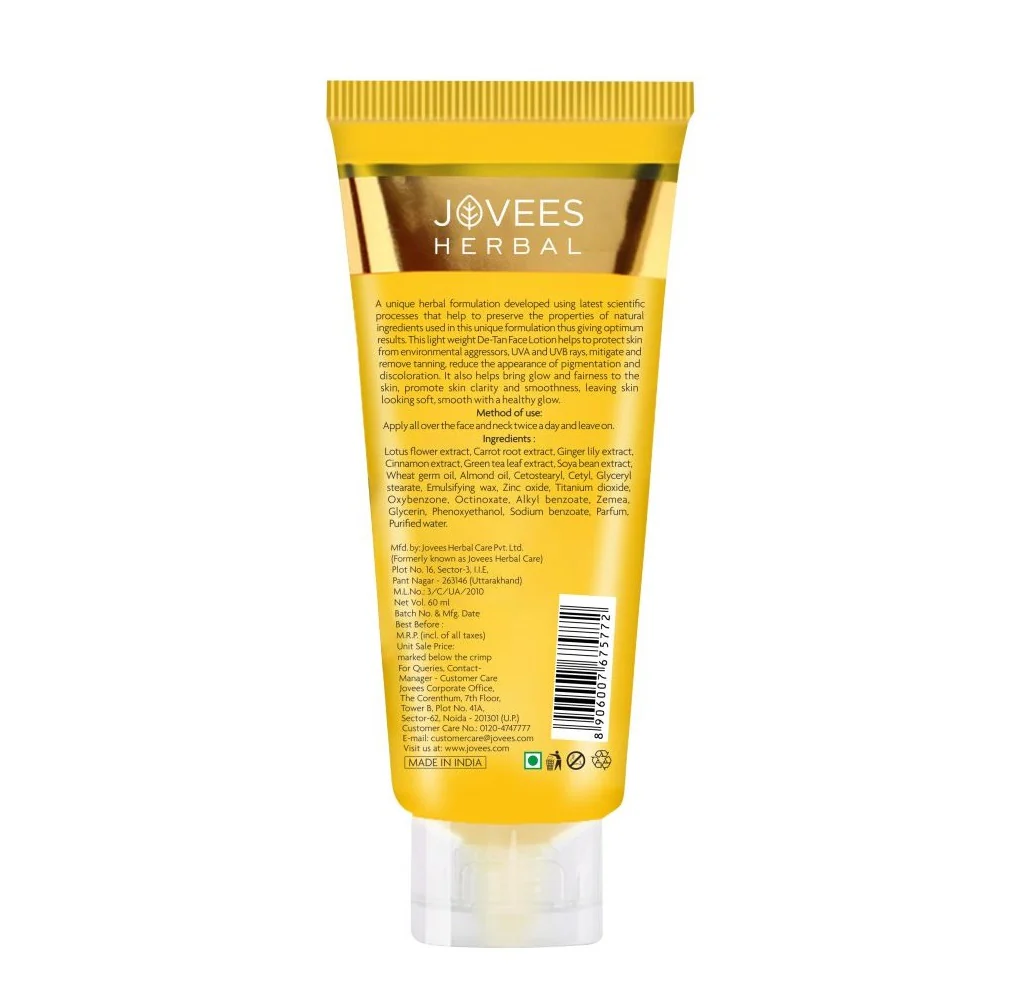 JOVEES
HERBAL
A unique herbal formulation developed using latest scientific
processes that help to preserve the properties of natural
ingredients used in this unique formulation thus giving optimum
results. This light weight De-Tan Face Lotion helps to protect skin
from environmental aggressors, UVA and UVB rays, mitigate and
remove tanning, reduce the appearance of pigmentation and
discoloration. It also helps bring glow and fairness to the
skin, promote skin clarity and smoothness, leaving skin
looking soft, smooth with a healthy glow.
Method of use:
Apply all over the face and neck twice a day and leave on.
Ingredients :
Lotus flower extract, Carrot root extract, Ginger lily extract,
Cinnamon extract, Green tea leaf extract, Soya bean extract,
Wheat germ oil, Almond oil, Cetostearyl, Cetyl, Glyceryl
stearate, Emulsifying wax, Zinc oxide, Titanium dioxide,
Oxybenzone, Octinoxate, Alkyl benzoate, Zemea,
Glycerin, Phenoxyethanol, Sodium benzoate, Parfum,
Purified water.
Mfd. by: Jovees Herbal Care Pvt. Ltd.
(Formerly known as Jovees Herbal Care)
Plot No. 16, Sector-3, I.I.E,
Pant Nagar - 263146 (Uttarakhand)
M.L.No.: 3/C/UA/2010
Net Vol. 60 ml
Batch No. & Mfg. Date
Best Before :
M.R.P. (incl. of all taxes)
Unit Sale Price:
marked below the crimp
For Queries, Contact-
Manager - Customer Care
Jovees Corporate Office,
The Corenthum, 7th Floor,
Tower B, Plot No. 41A,
Sector-62, Noida - 201301 (U.P.)
Customer Care No.: 0120-4747777
E-mail: customercare@jovees.com
Visit us at: www.jovees.com
MADE IN INDIA
8 906007 675772